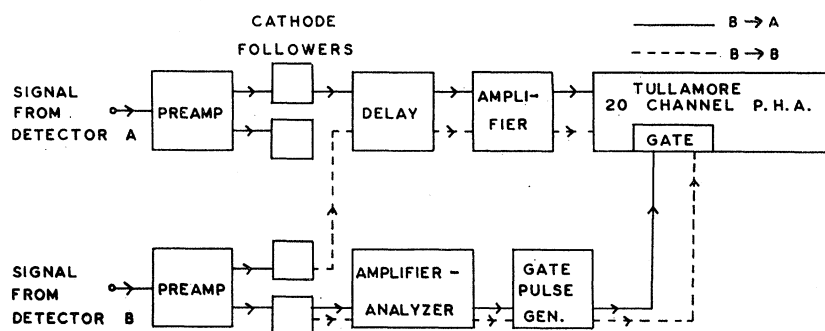 CATHODE
FOLLOWERS
B → A
B → B
SIGNAL
FROM
DETECTOR A
PREAMP
DELAY
AMPLI-
FIER
TULLAMORE
20 CHANNEL P. H. A.
GATE
SIGNAL
FROM
DETECTOR B
PREAMP
AMPLIFIER -
ANALYZER
GATE
PULSE
GEN.